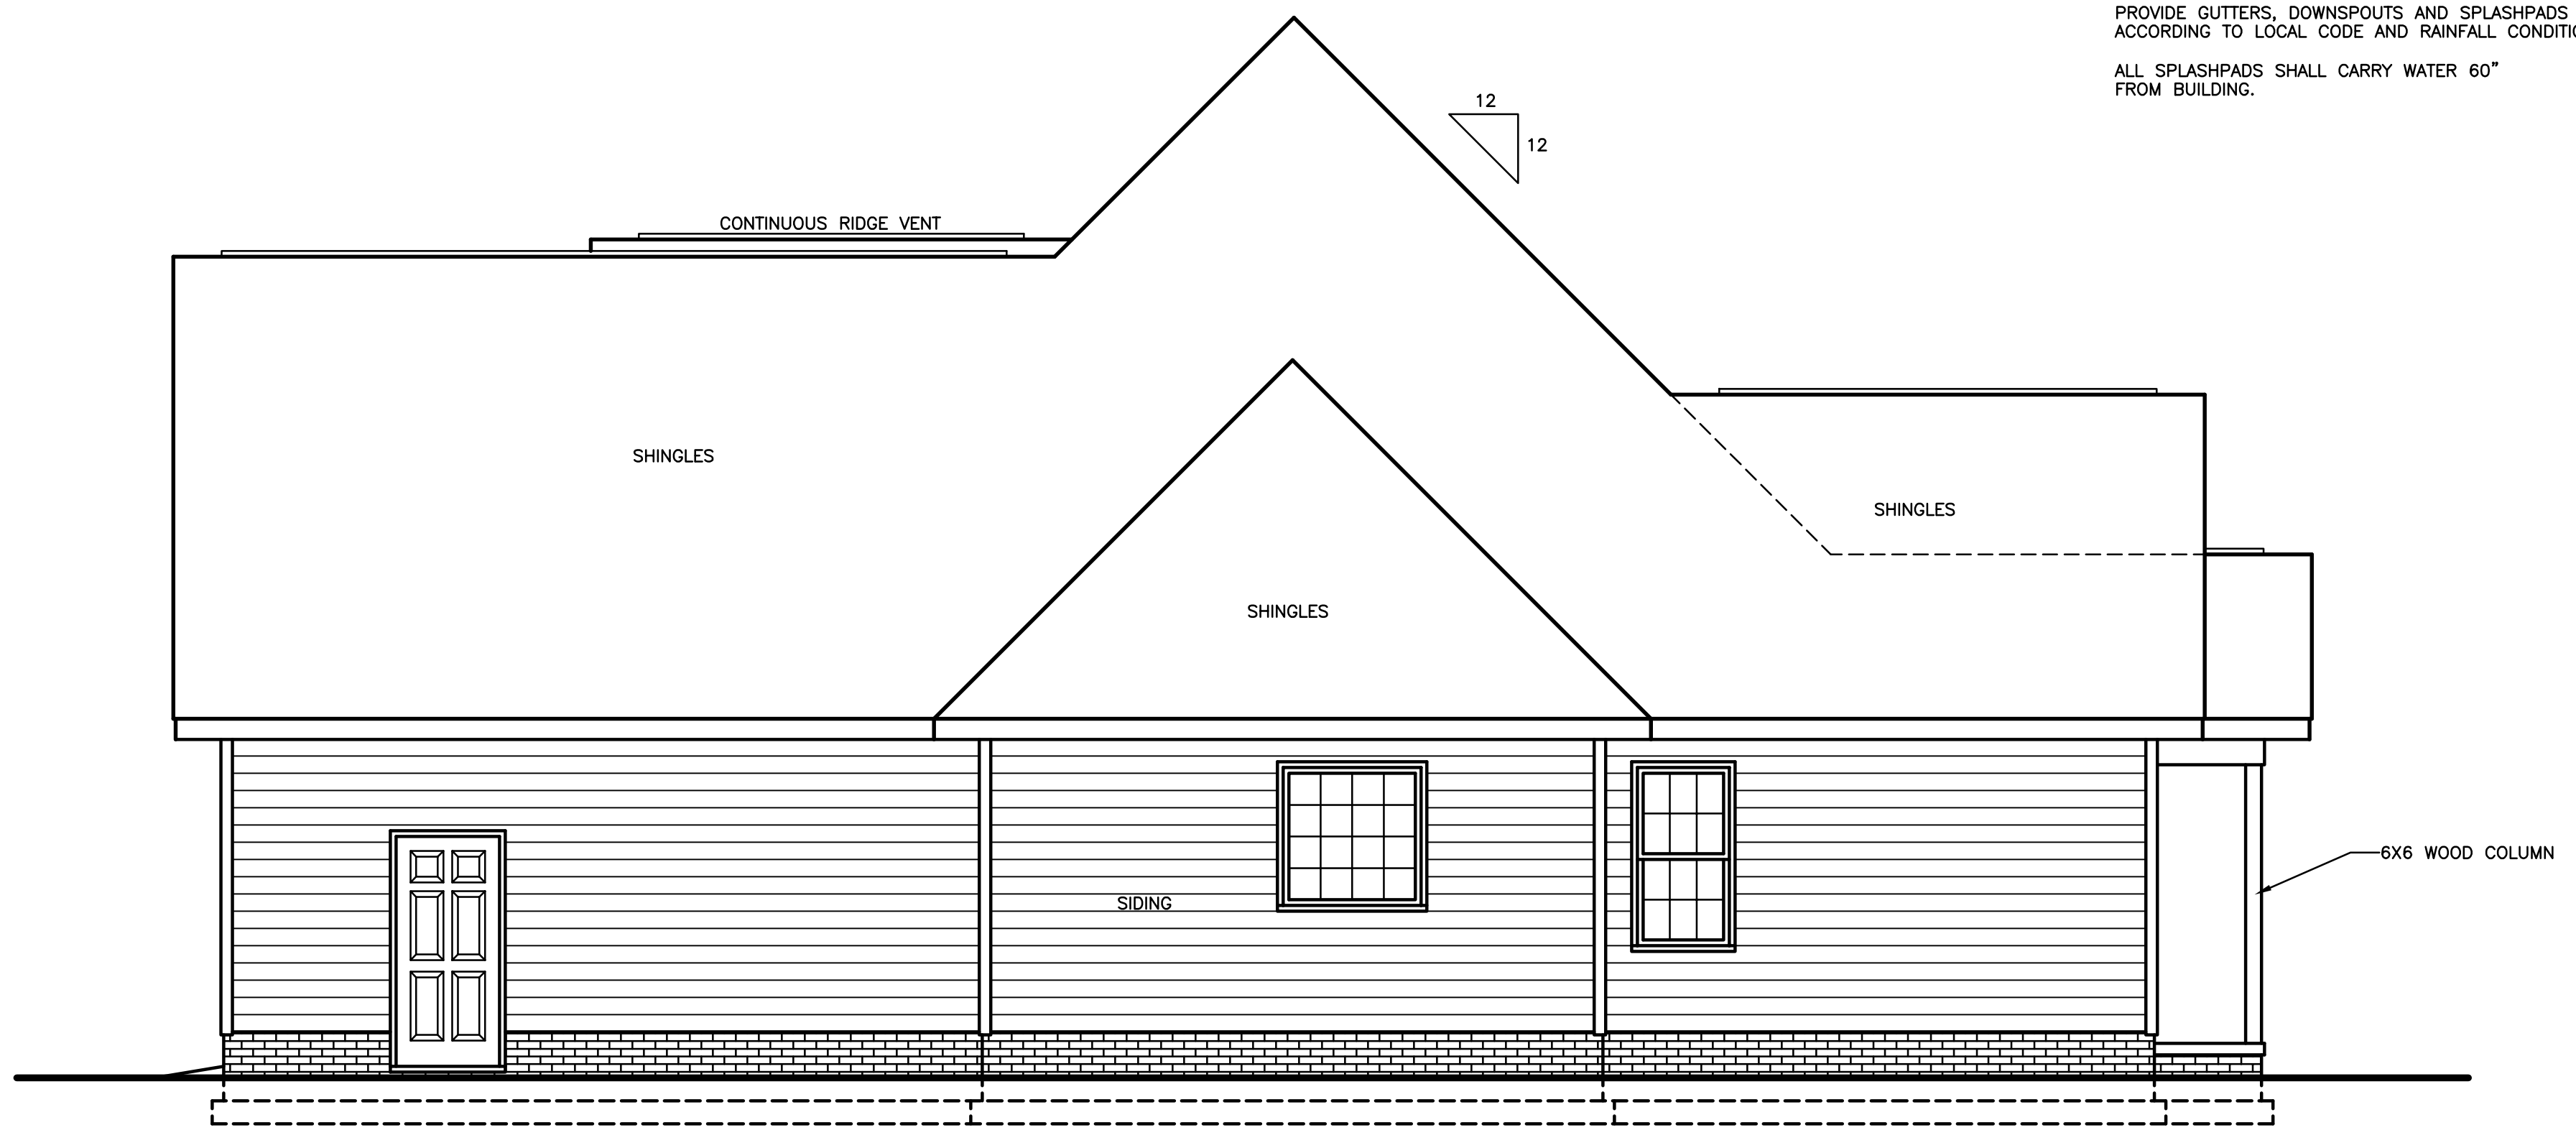 PROVIDE GUTTERS, DOWNSPOUTS AND SPLASHPADS
ACCORDING TO LOCAL CODE AND RAINFALL
ALL SPLASHPADS SHALL CARRY WATER 60"
FROM BUILDING.
12
12
CONTINUOUS RIDGE VENT
SHINGLES
SHINGLES
SHINGLES
6X6 WOOD COLUMN
SIDING